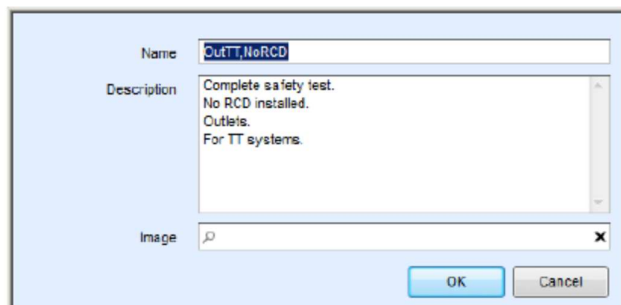 Name OutTT,NoRCD
Description Complete safety test.
No RCD installed.
Outlets.
For TT systems.
Image
OK Cancel